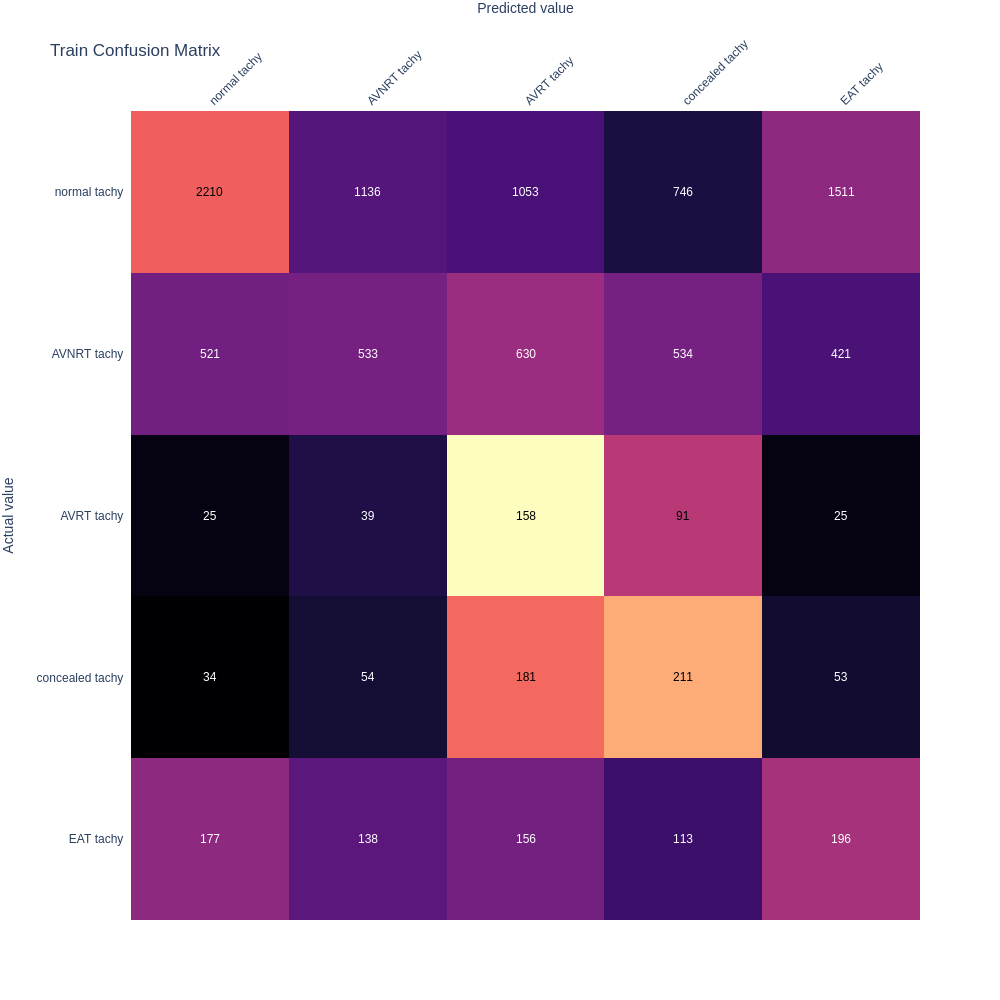 Predicted value
Train Confusion Matrix
normal tachy
AVNRT tachy
AVRT tachy
concealed tachy
EAT tachy
Actual value
normal tachy 2210 1136 1053 746 1511
AVNRT tachy 521 533 630 534 421
AVRT tachy 25 39 158 91 25
concealed tachy 34 54 181 211 53
EAT tachy 177 138 156 113 196